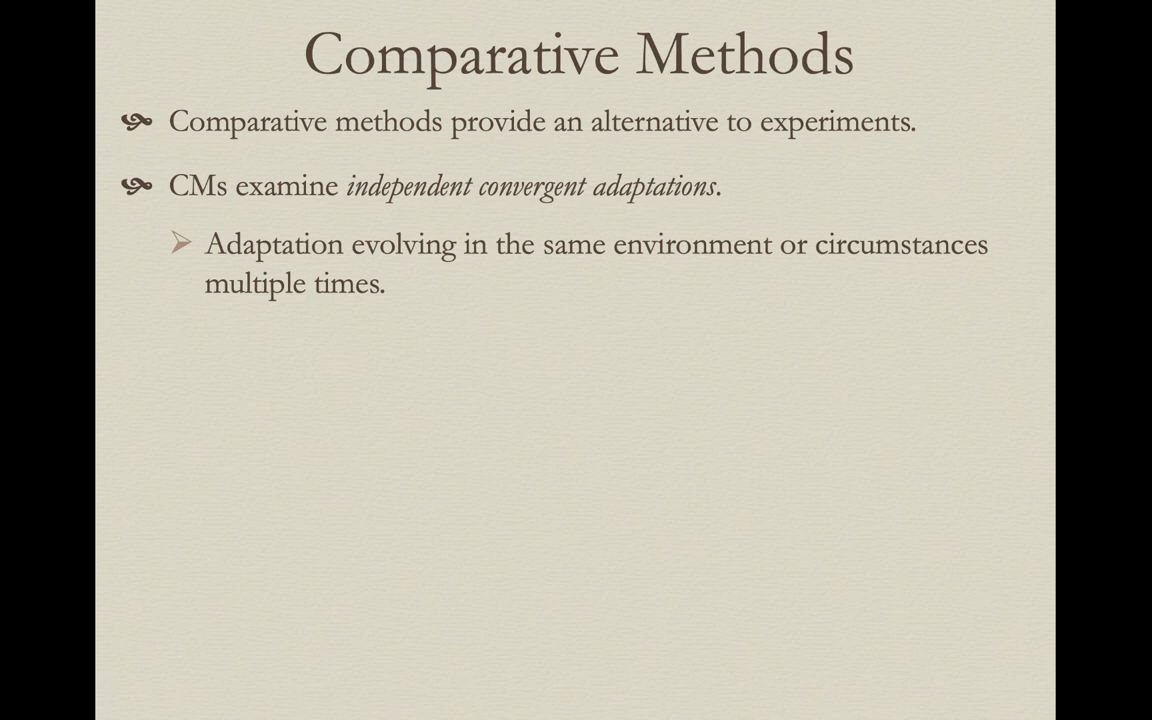 Comparative Methods
Comparative methods provide an alternative to experiments.
CMs examine independent convergent adaptations.
Adaptation evolving in the same environment or circumstances
multiple times.